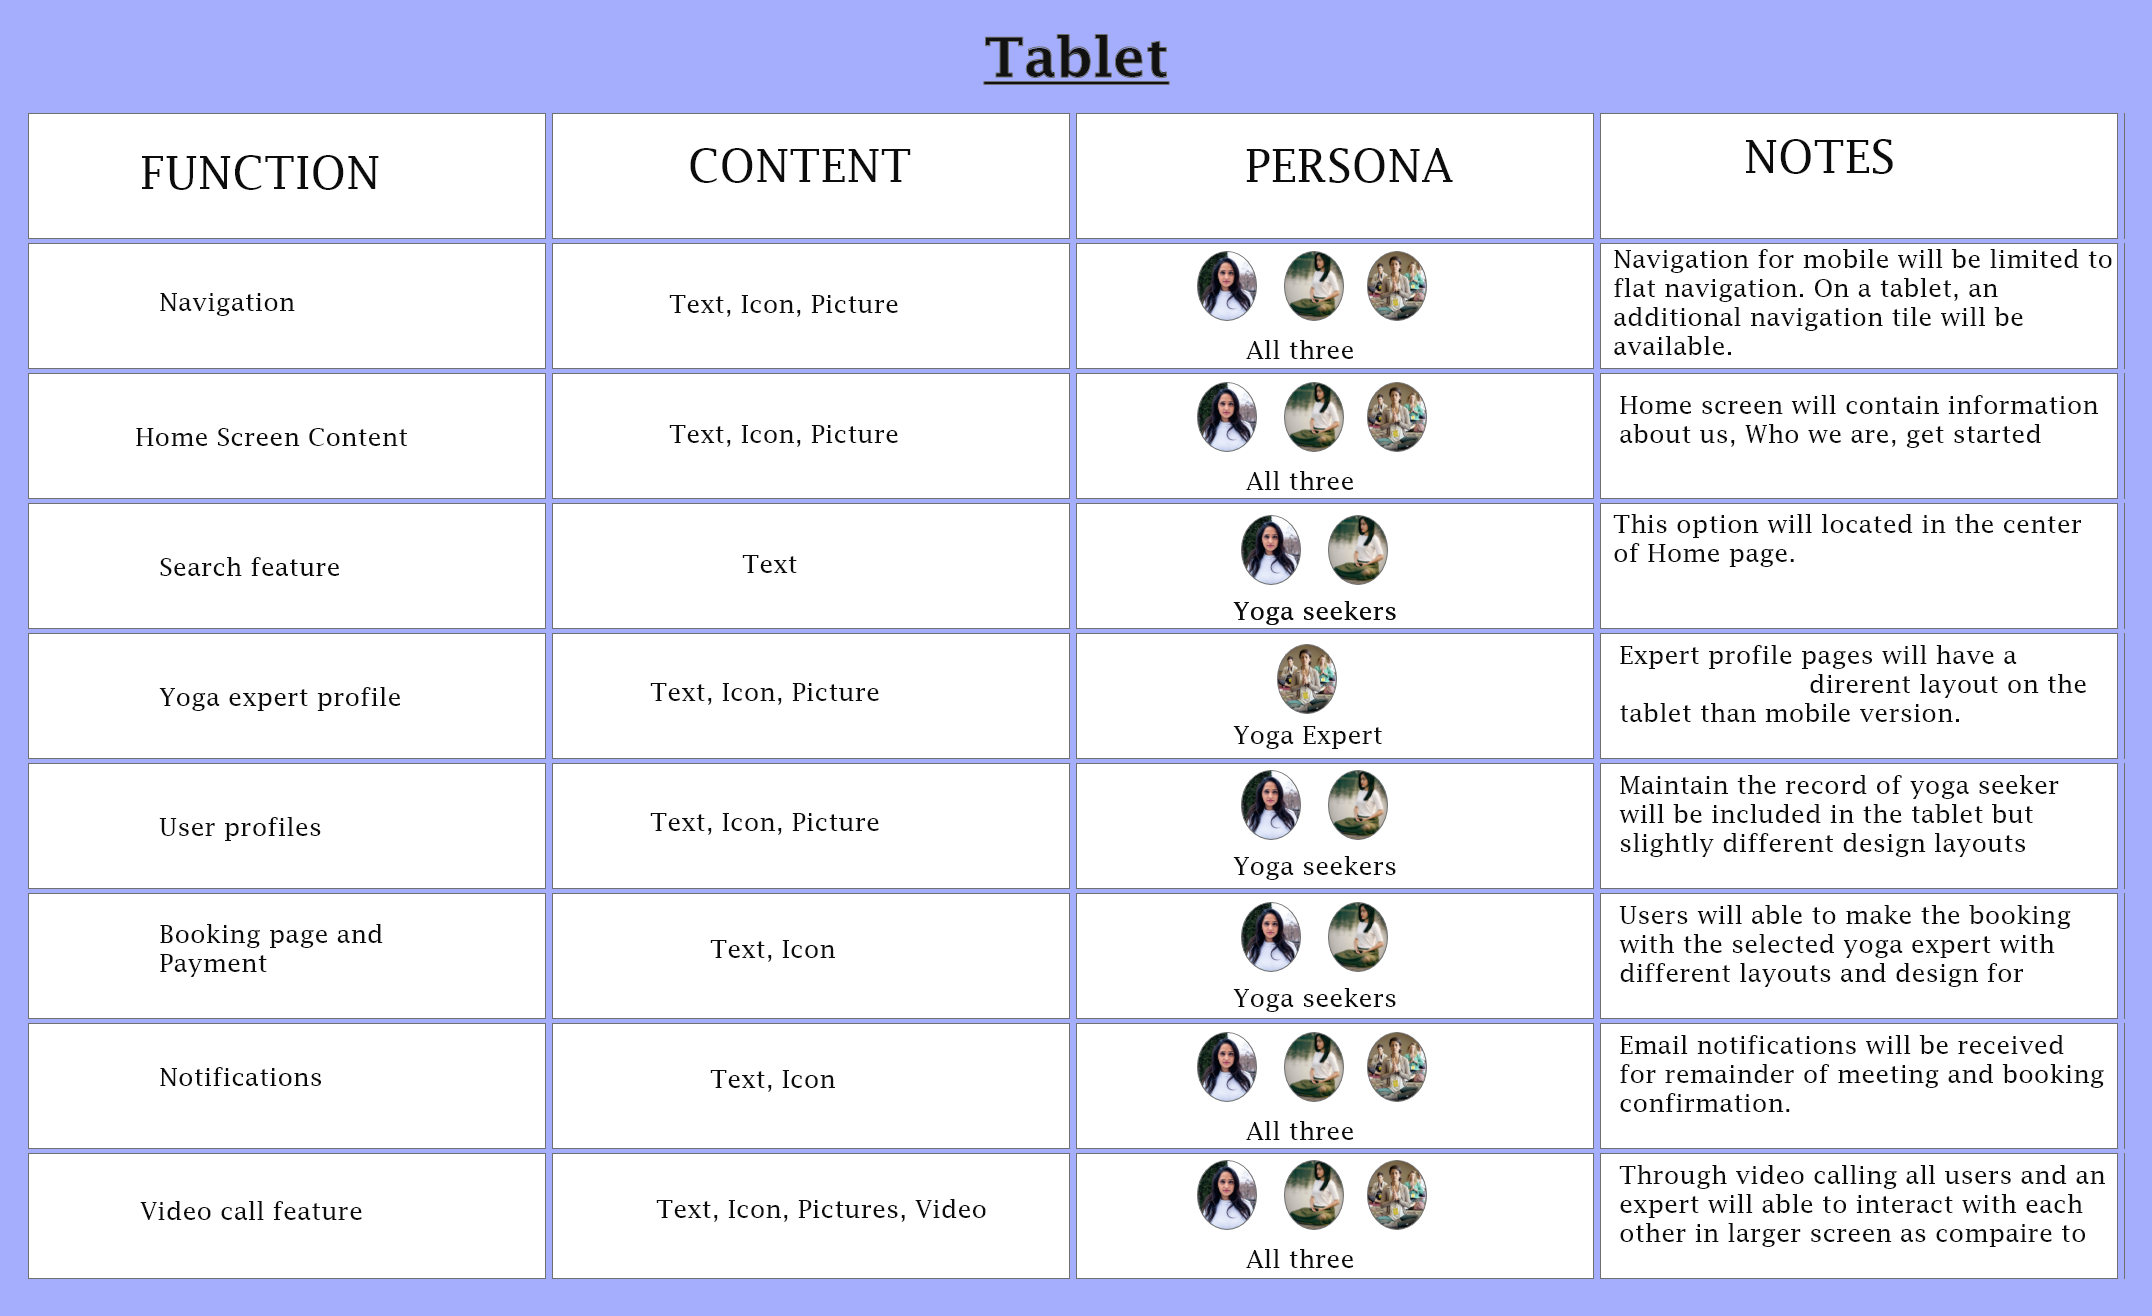 Tablet
FUNCTION
CONTENT
PERSONA
NOTES
Navigation
Text, Icon, Picture
All three
Navigation for mobile will be limited to
flat navigation. On a tablet, an
additional navigation tile will be
available.
Home Screen Content
Text, Icon, Picture
All three
Home screen will contain information
about us, Who we are, get started
Search feature
Text
Yoga seekers
This option will located in the center
of Home page.
Yoga expert profile
Text, Icon, Picture
Yoga Expert
Expert profile pages will have a
direrent layout on the
tablet than mobile version.
User profiles
Text, Icon, Picture
Yoga seekers
Maintain the record of yoga seeker
will be included in the tablet but
slightly different design layouts
Booking page and
Payment
Text, Icon
Yoga seekers
Users will able to make the booking
with the selected yoga expert with
different layouts and design for
Notifications
Text, Icon
All three
Email notifications will be received
for remainder of meeting and booking
confirmation.
Video call feature
Text, Icon, Pictures, Video
All three
Through video calling all users and an
expert will able to interact with each
other in larger screen as compaire to